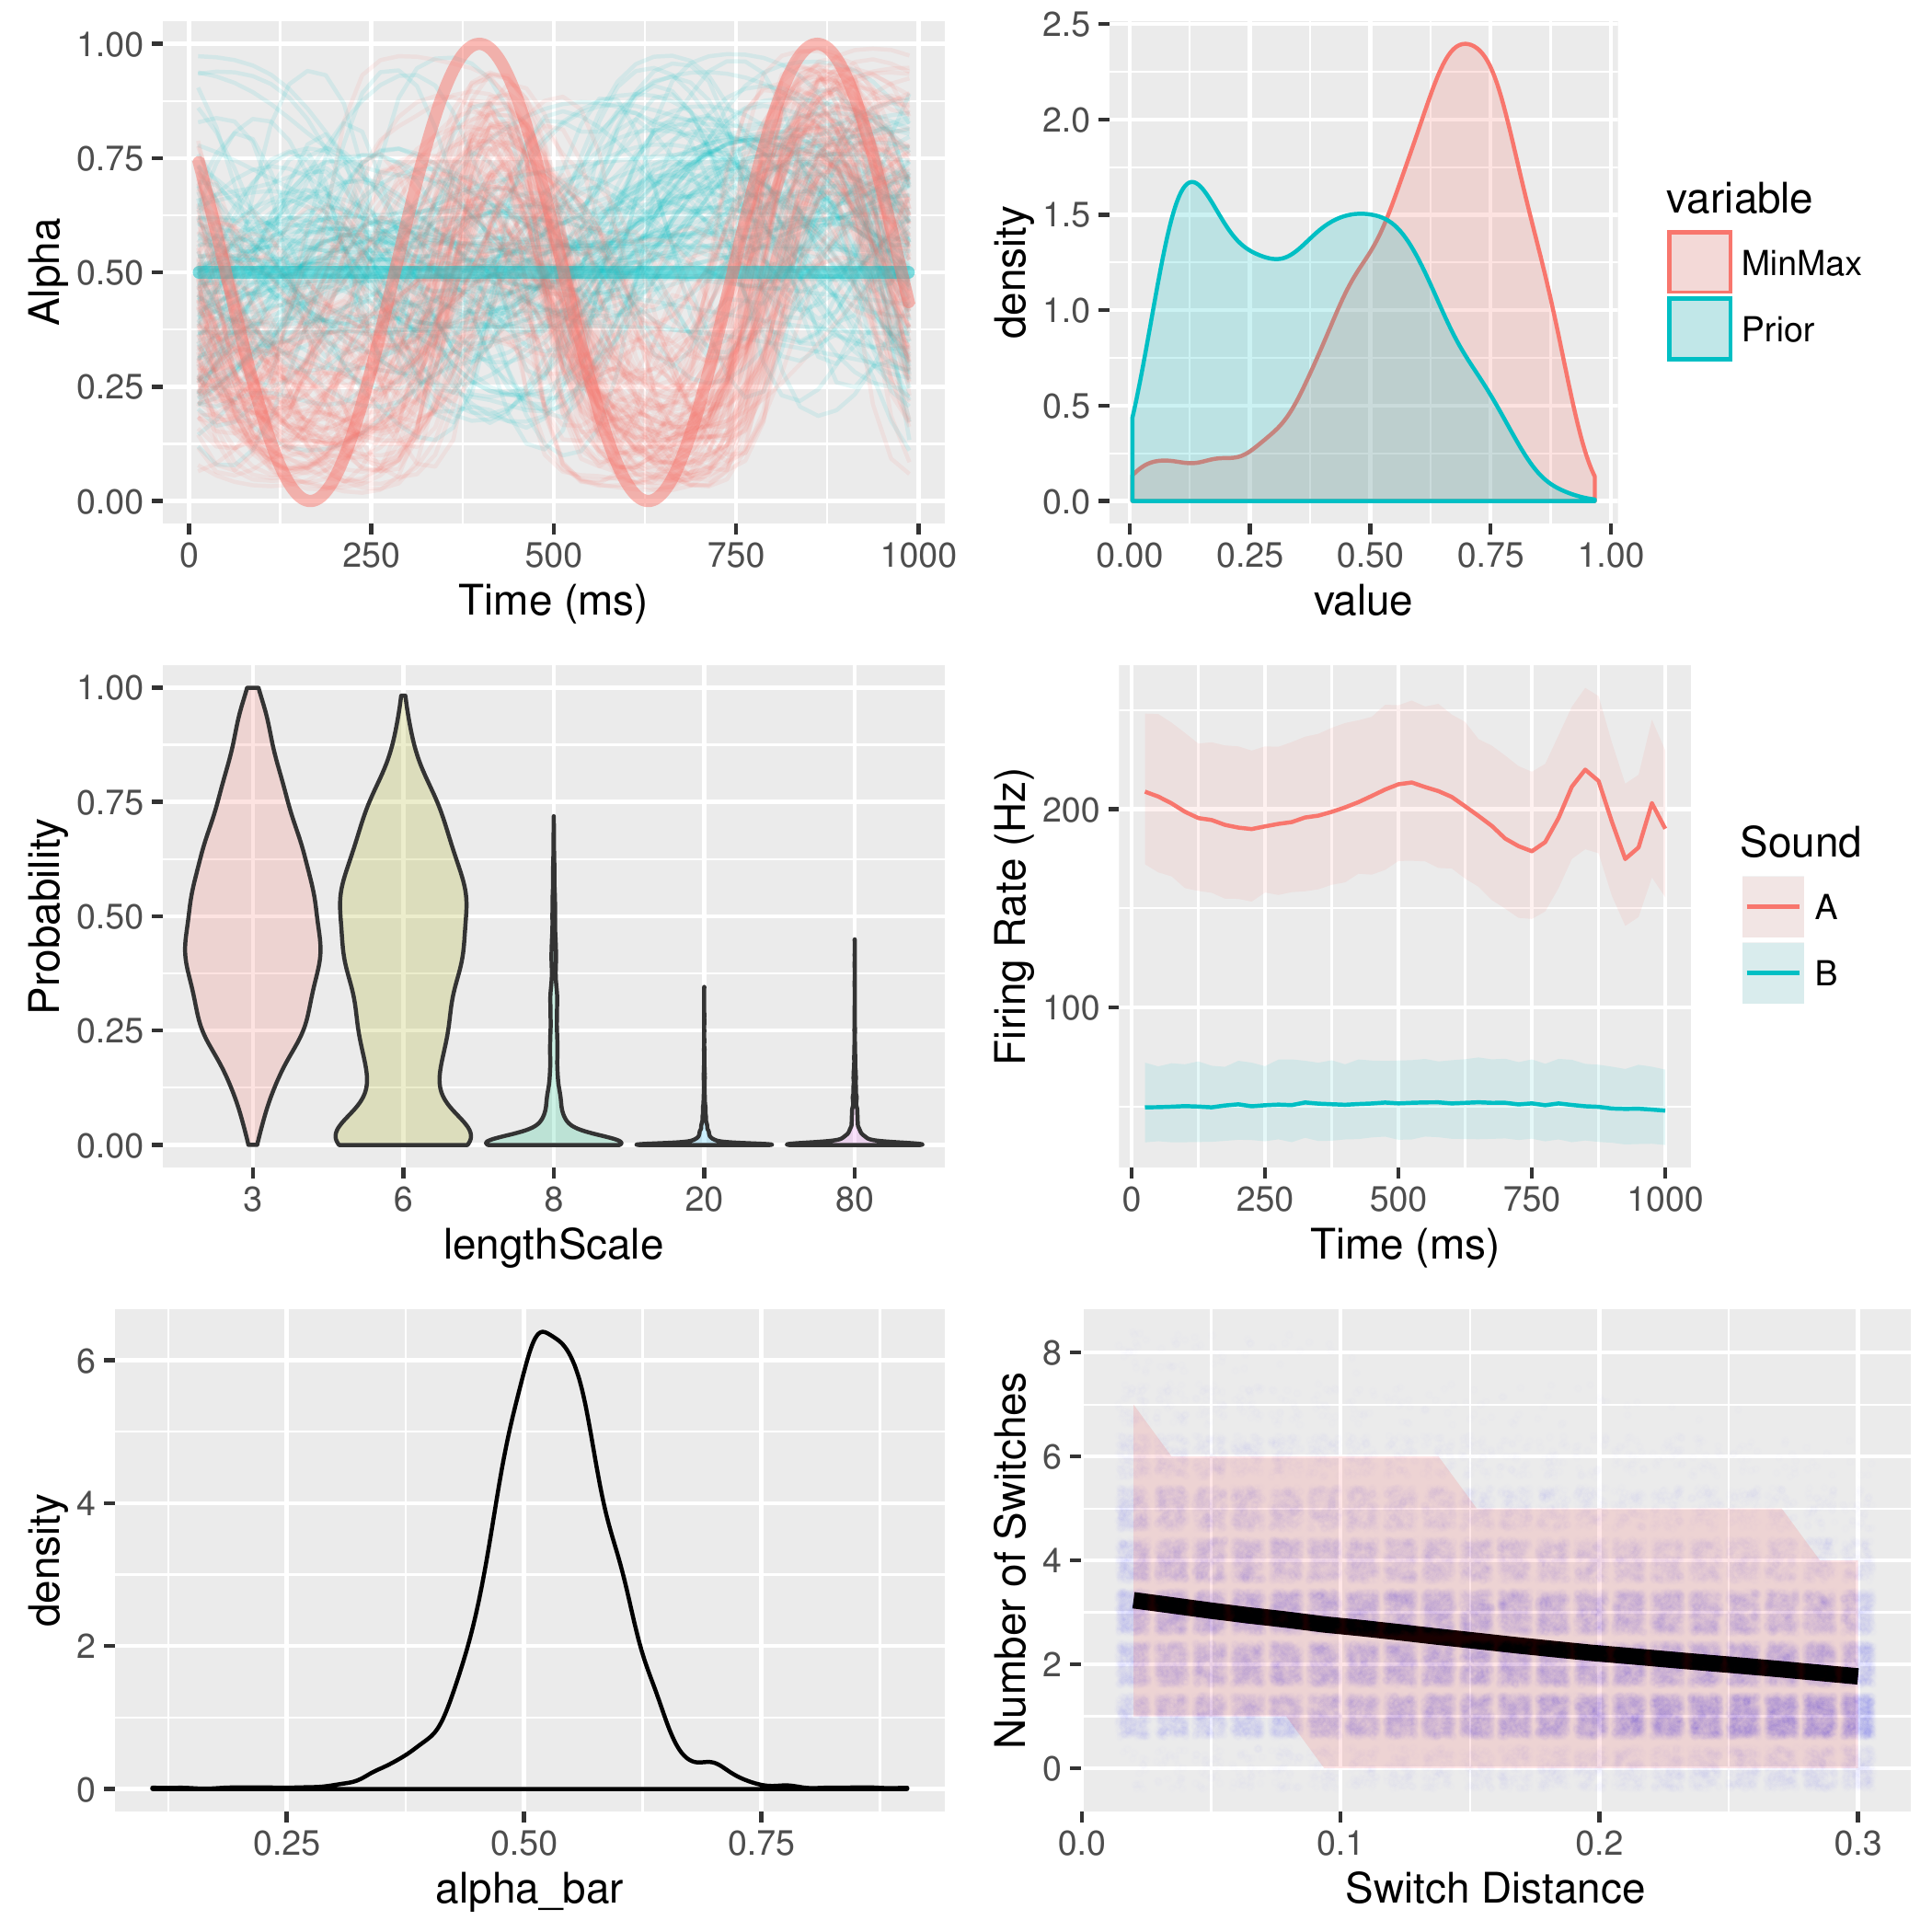 Alpha
1.00
0.75
0.50
0.25
0.00
0 250 500 750 1000
Time (ms)
density
2.5
2.0
1.5
1.0
0.5
0.0
0.00 0.25 0.50 0.75 1.00
value
variable
MinMax
Prior
Probability
1.00
0.75
0.50
0.25
0.00
3 6 8 20 80
lengthScale
Firing Rate (Hz)
200
100
0 250 500 750 1000
Time (ms)
Sound
A
B
density
6
4
2
0
0.25 0.50 0.75
alpha_bar
Number of Switches
8
6
4
2
0
0.0 0.1 0.2 0.3
Switch Distance